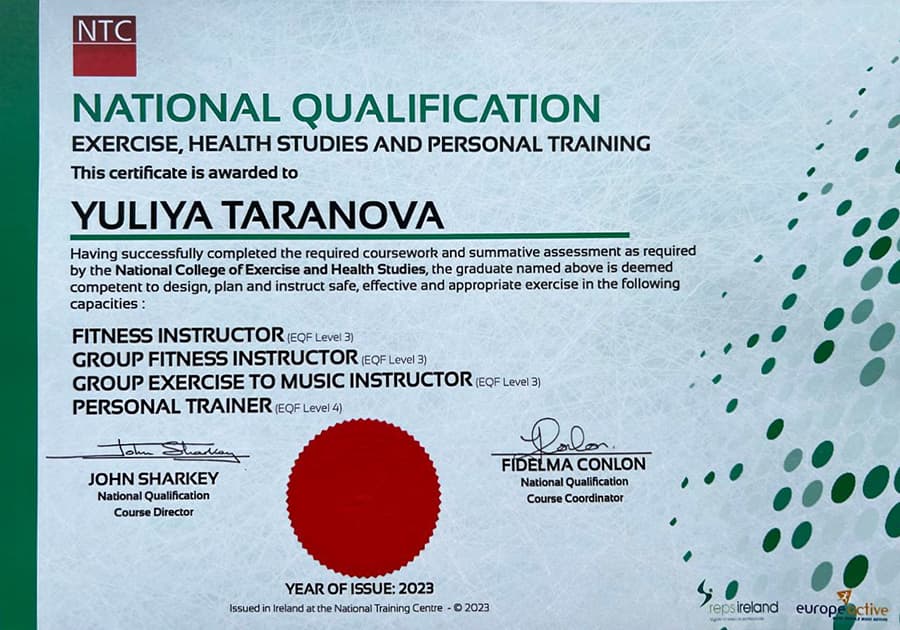 NTC
NATIONAL QUALIFICATION
EXERCISE, HEALTH STUDIES AND PERSONAL TRAINING
This certificate is awarded to
YULIYA TARANOVA
Having successfully completed the required coursework and summative assessment as required
by the National College of Exercise and Health Studies, the graduate named above is deemed
competent to design, plan and instruct safe, effective and appropriate exercise in the following
capacities :
FITNESS INSTRUCTOR (EQF Level 3)
GROUP FITNESS INSTRUCTOR (EQF Level 3)
GROUP EXERCISE TO MUSIC INSTRUCTOR (EQF Level 3)
PERSONAL TRAINER (EQF Level 4)
John Sharkey
JOHN SHARKEY
National Qualification
Course Director
FConlon.
FIDELMA CONLON
National Qualification
Course Coordinator
YEAR OF ISSUE: 2023
Issued in Ireland at the National Training Centre - © 2023
repsireland
europeactive